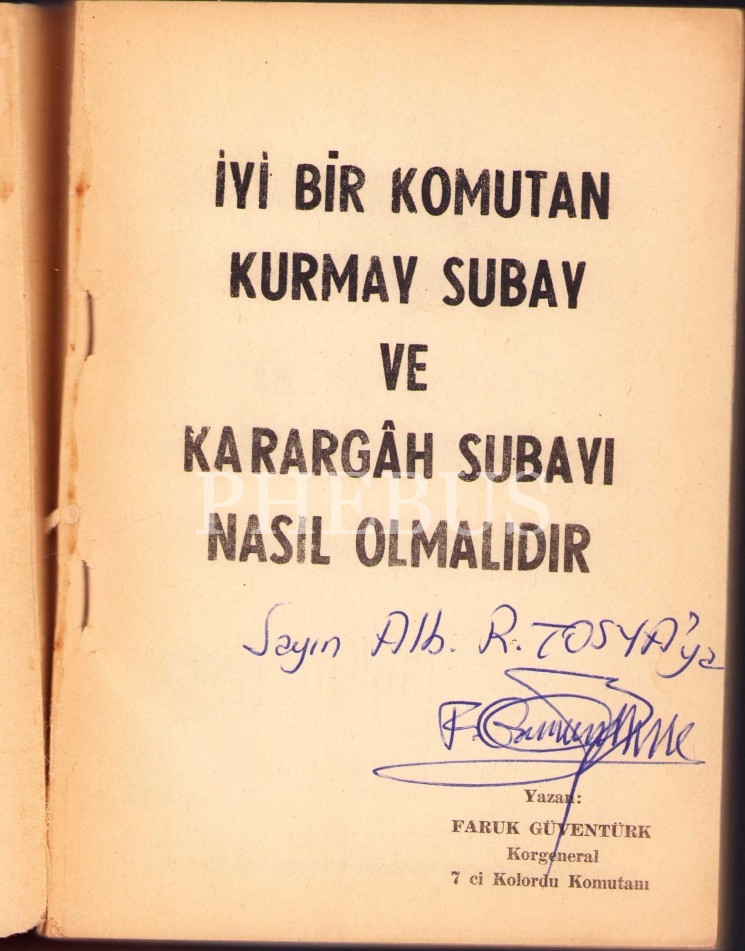 İYİ BİR KOMUTAN
KURMAY SUBAY
VE
KARARGÂH SUBAYI
PHEBUS
NASIL OLMALIDIR
Sayın Alb. R. TOSYA'ya
Yazan:
FARUK GÜVENTÜRK
Korgeneral
7 ci Kolordu Komutanı